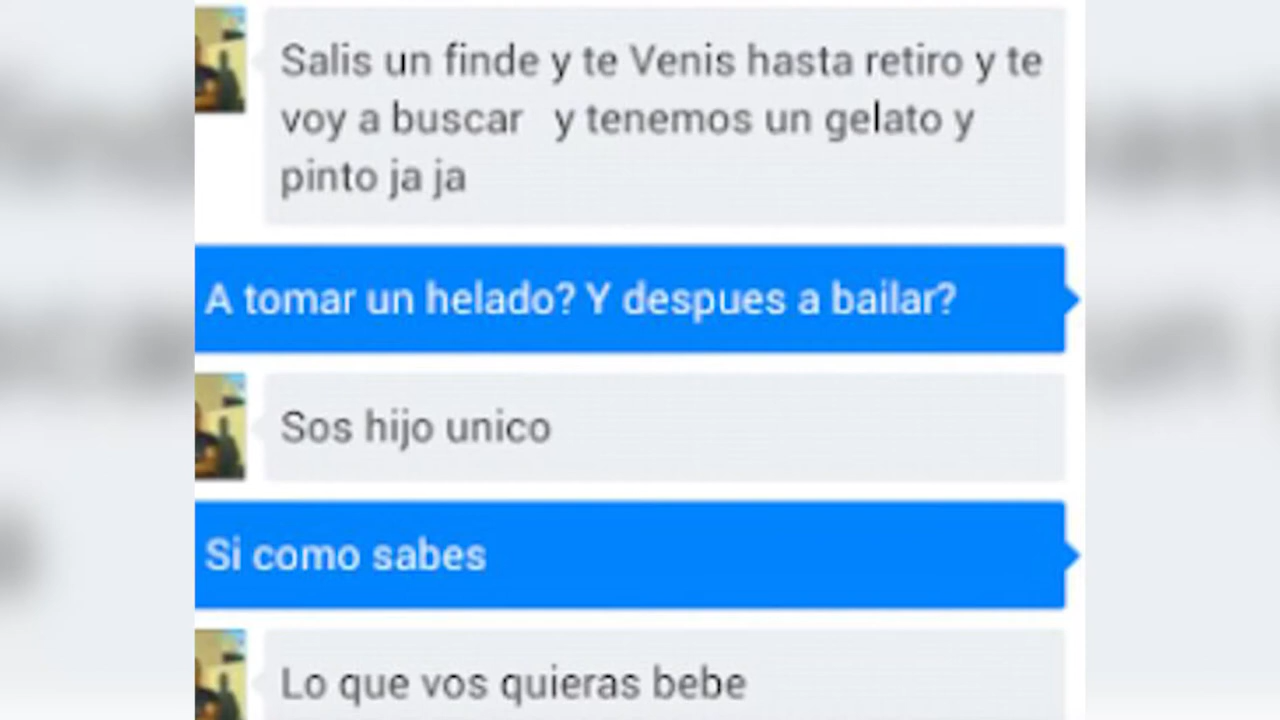 Salis un finde y te Venis hasta retiro y te
voy a buscar   y tenemos un gelato y
pinto ja ja
A tomar un helado? Y despues a bailar?
Sos hijo unico
Si como sabes
Lo que vos quieras bebe